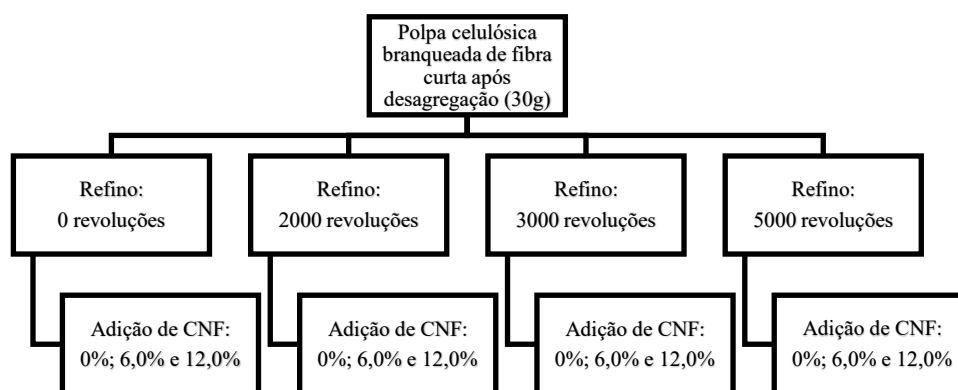 Polpa celulósica
branqueada de fibra
curta após
desagregação (30g)
Refino:
0 revoluções
Refino:
2000 revoluções
Refino:
3000 revoluções
Refino:
5000 revoluções
Adição de CNF:
0%; 6,0% e 12,0%
Adição de CNF:
0%; 6,0% e 12,0%
Adição de CNF:
0%; 6,0% e 12,0%
Adição de CNF:
0%; 6,0% e 12,0%